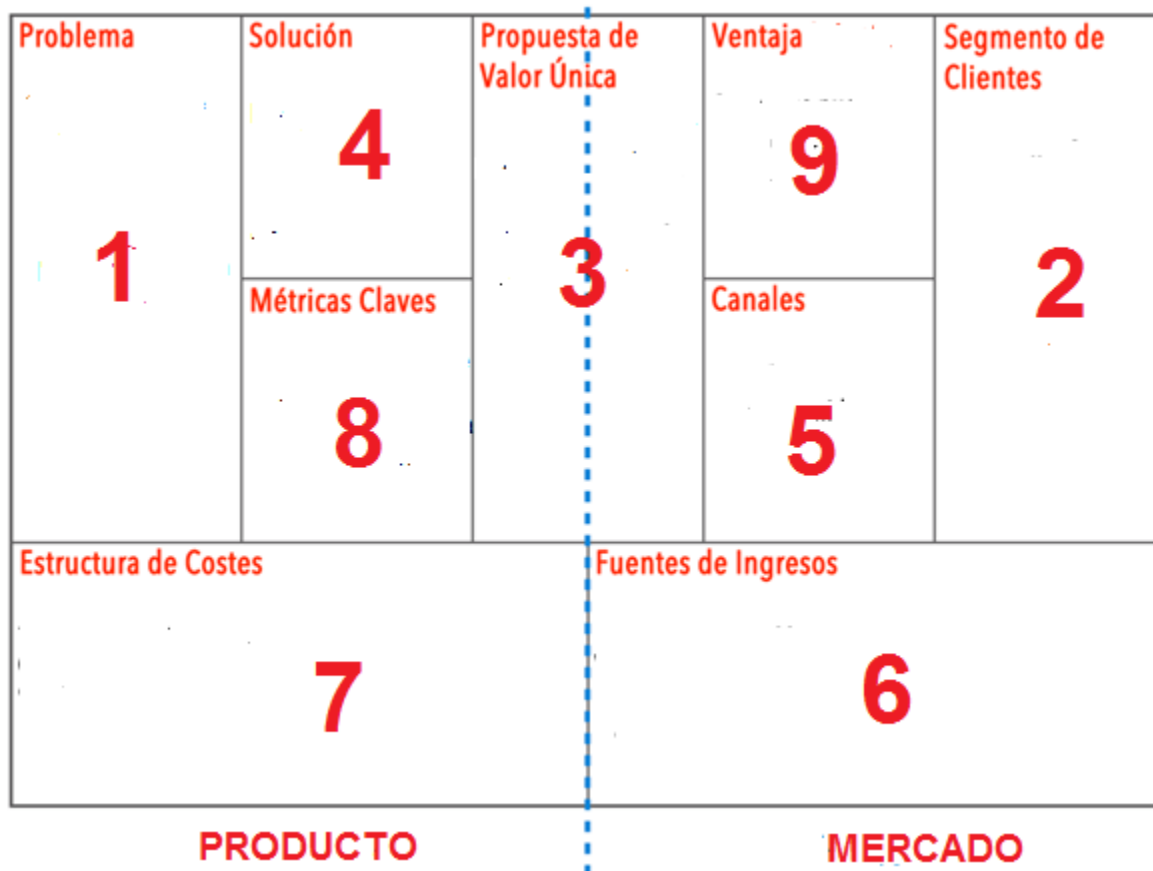 Problema
1
Solución
4
Métricas Claves
8
Propuesta de
Valor Única
3
Ventaja
9
Canales
5
Segmento de
Clientes
2
Estructura de Costes
7
Fuentes de Ingresos
6
PRODUCTO
MERCADO